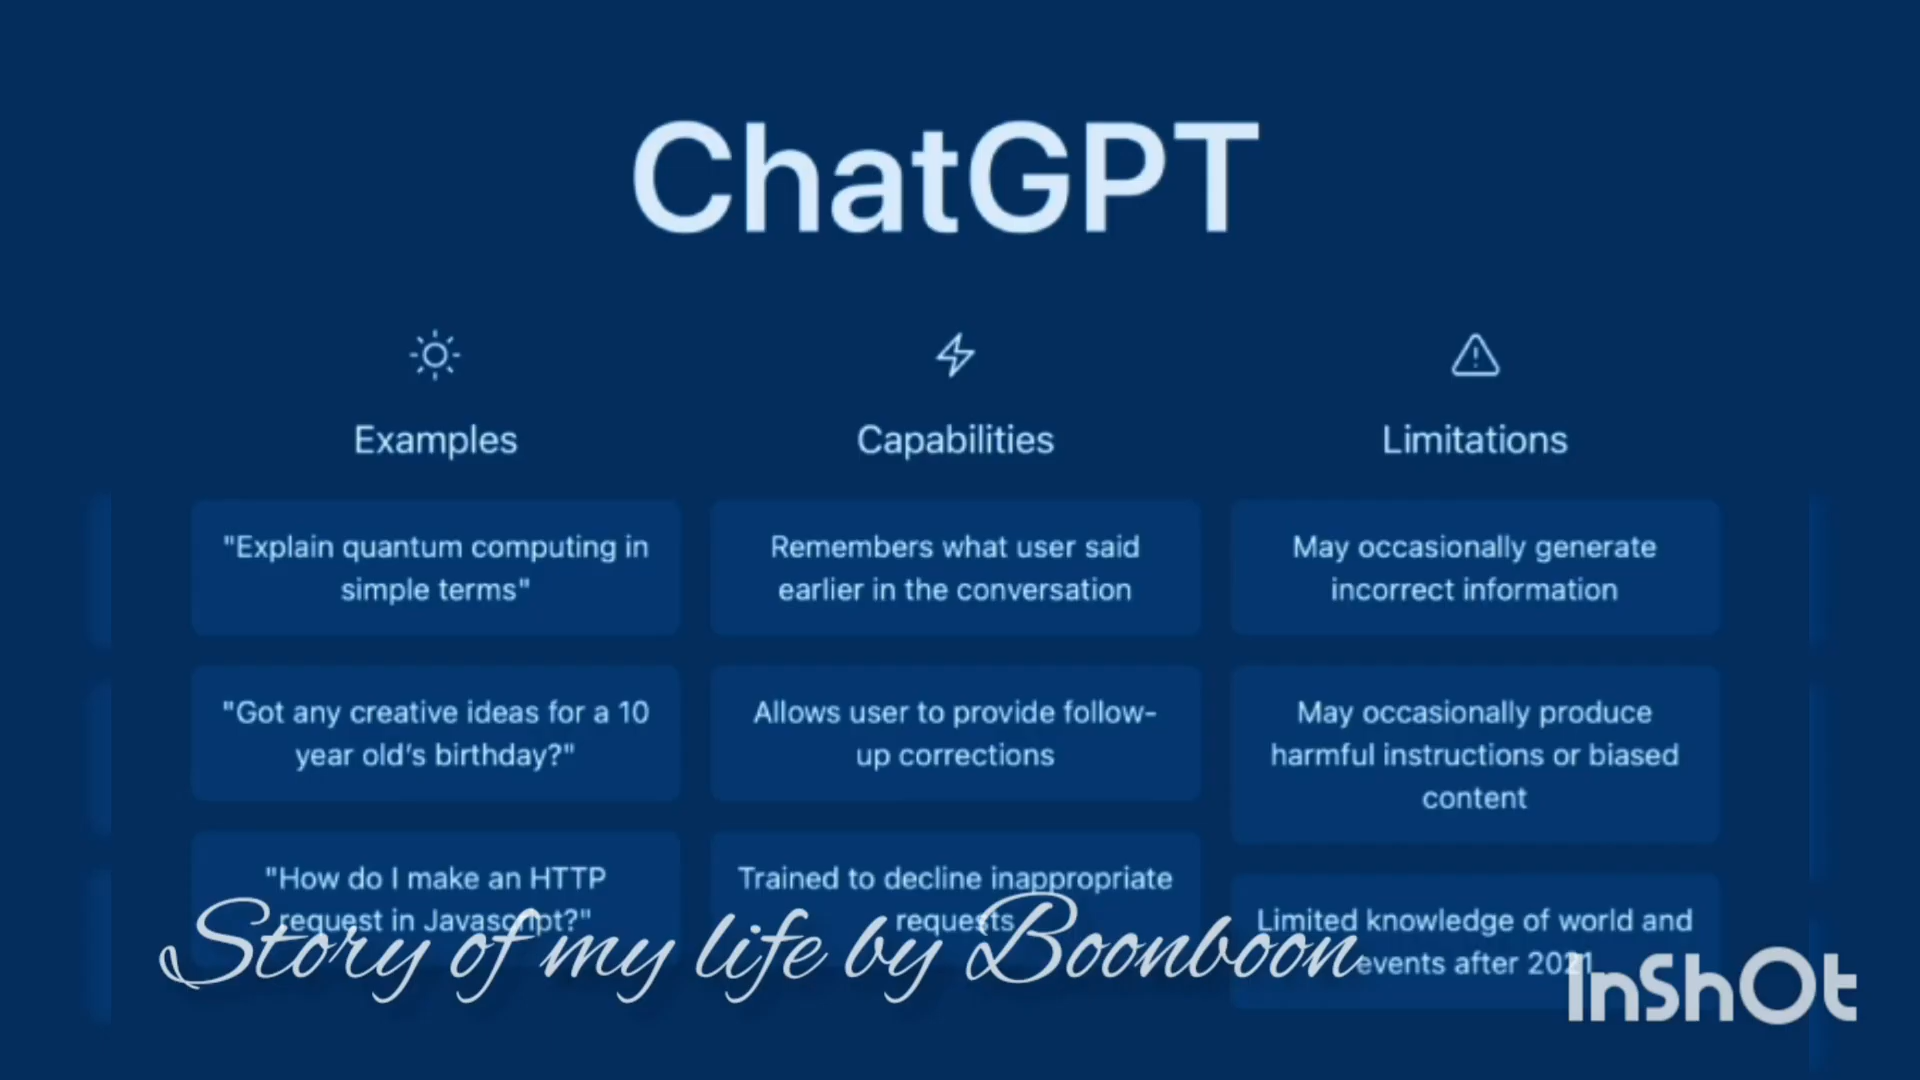 ChatGPT
Examples
"Explain quantum computing in
simple terms"
"Got any creative ideas for a 10
year old's birthday?"
"How do I make an HTTP
request in Javascript?"
Capabilities
Remembers what user said
earlier in the conversation
Allows user to provide follow-
up corrections
Trained to decline inappropriate
requests
Limitations
May occasionally generate
incorrect information
May occasionally produce
harmful instructions or biased
content
Limited knowledge of world and
events after 2021
Story of my life by Boonboon
InShOt